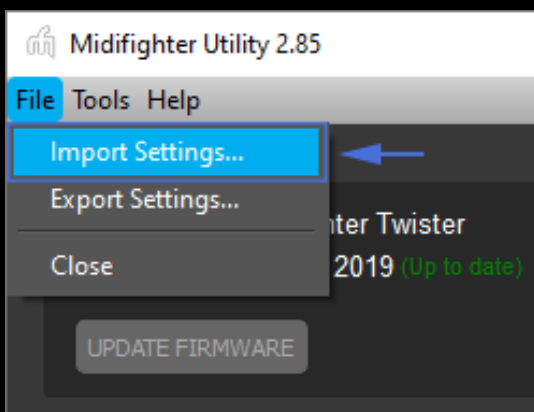 Midifighter Utility 2.85
File Tools Help
Import Settings...
Export Settings...
Twister
Close
2019 (Up to date)
UPDATE FIRMWARE